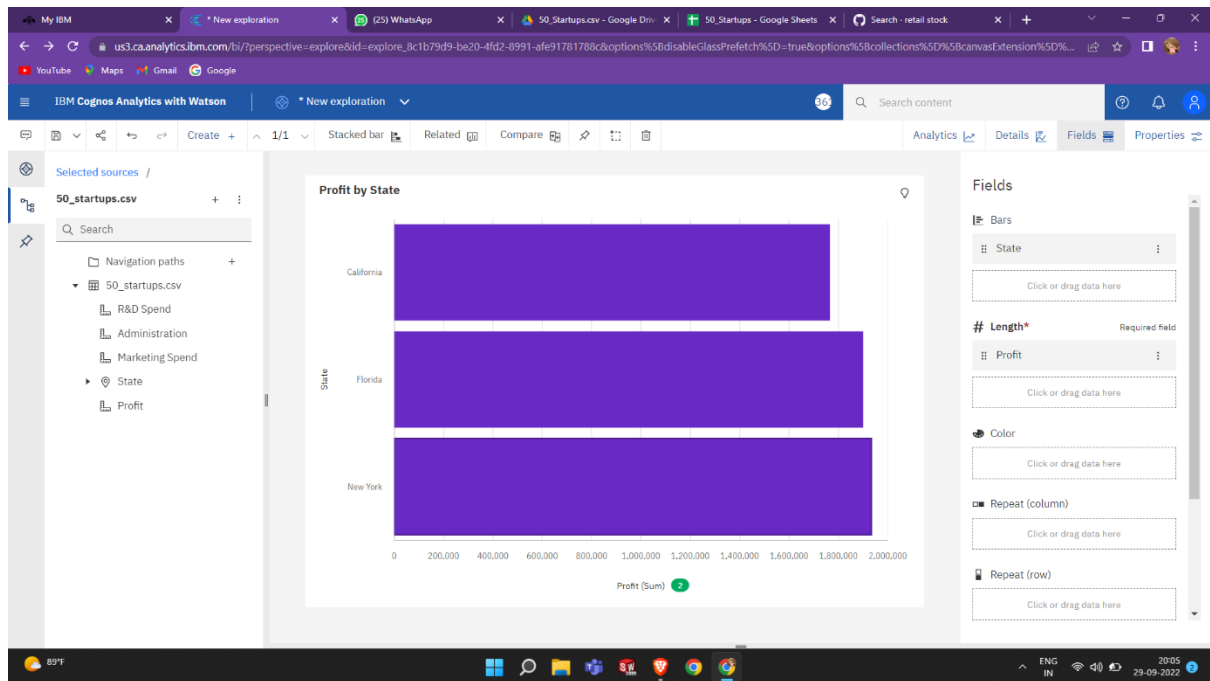 My IBM
* New exploration
(25) WhatsApp
50_Startups.csv - Google Driv
50_Startups - Google Sheets
Search · retail stock
us3.ca.analytics.ibm.com/bi/?perspective=explore&id=explore_8c1b79d9-be20-4fd2-8991-afe91781788c&options%5BdisableGlassPrefetch%5D=true&options%5Bcollections%5D%5BcanvasExtension%5D%...
YouTube
Maps
Gmail
Google
IBM Cognos Analytics with Watson
* New exploration
Search content
Create +
1/1
Stacked bar
Related
Compare
Analytics
Details
Fields
Properties
Selected sources /
50_startups.csv
Search
Navigation paths
50_startups.csv
R&D Spend
Administration
Marketing Spend
State
Profit
Profit by State
California
Florida
New York
State
0 200,000 400,000 600,000 800,000 1,000,000 1,200,000 1,400,000 1,600,000 1,800,000 2,000,000
Profit (Sum) 2
Fields
Bars
State
Click or drag data here
# Length* Required field
Profit
Click or drag data here
Color
Click or drag data here
Repeat (column)
Click or drag data here
Repeat (row)
Click or drag data here
89°F
ENG
IN
20:05
29-09-2022
2